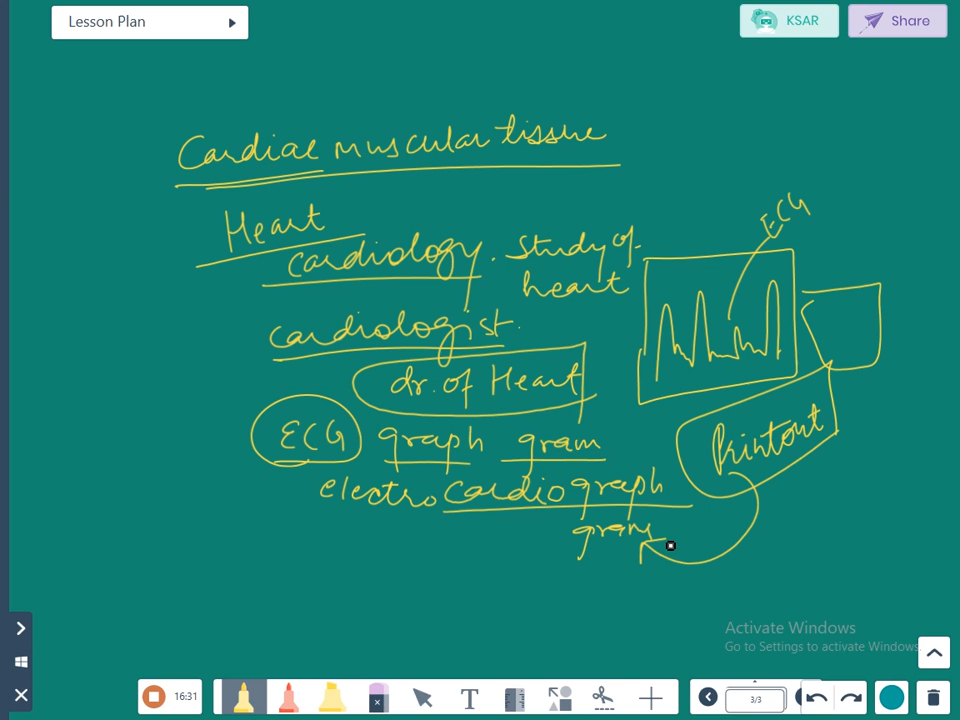 Lesson Plan
KSAR
Share
Cardiac muscular tissue
Heart
cardiology. Study of
heart
ECG
cardiologist.
dr. of Heart
ECG graph gram
Printout
electrocardiograph
gram
Activate Windows
Go to Settings to activate Windows.
16:31
T
3/3